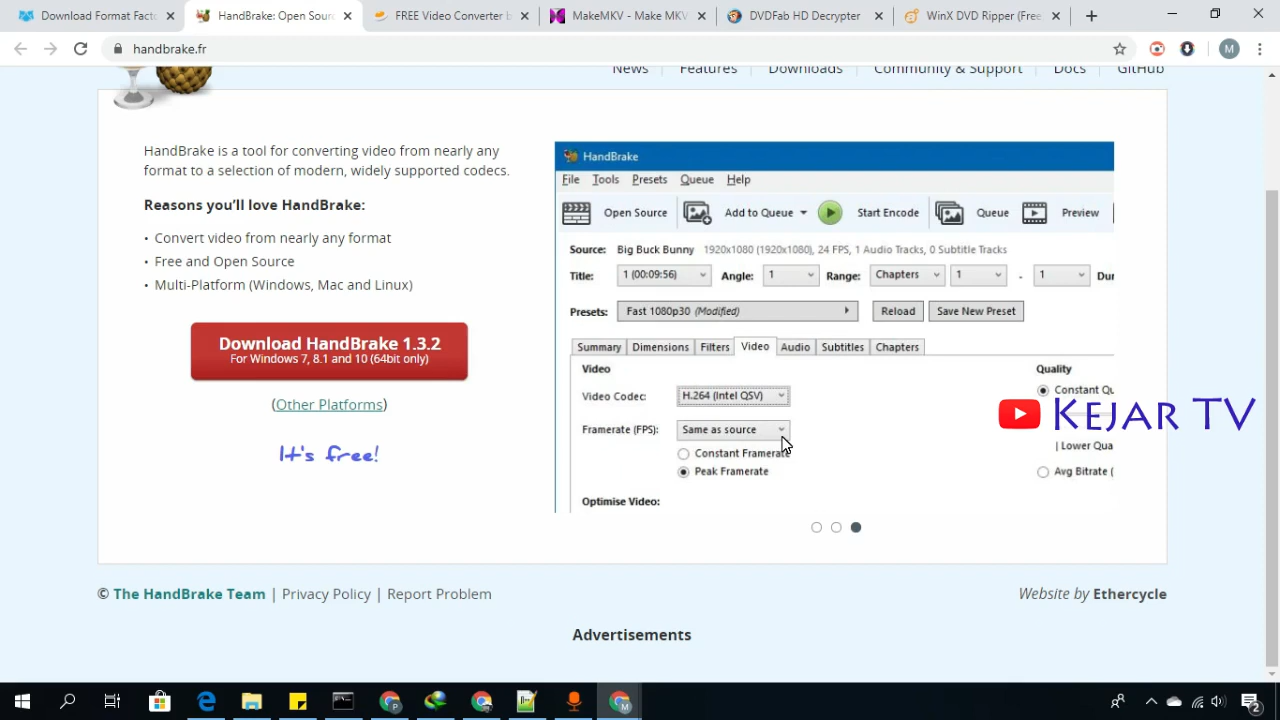 Download Format Facto
HandBrake: Open Sour
FREE Video Converter b
MakeMKV - Make MKV
DVDFab HD Decrypter
WinX DVD Ripper (Free
handbrake.fr
M
News
Features
Downloads
Community & Support
Docs
GitHub
HandBrake is a tool for converting video from nearly any
format to a selection of modern, widely supported codecs.
Reasons you'll love HandBrake:
• Convert video from nearly any format
• Free and Open Source
• Multi-Platform (Windows, Mac and Linux)
Download HandBrake 1.3.2
For Windows 7, 8.1 and 10 (64bit only)
(Other Platforms)
It's free!
HandBrake
File Tools Presets Queue Help
Open Source Add to Queue Start Encode Queue Preview
Source: Big Buck Bunny 1920x1080 (1920x1080), 24 FPS, 1 Audio Tracks, 0 Subtitle Tracks
Title: 1 (00:09:56) Angle: 1 Range: Chapters 1 - 1 Dur
Presets: Fast 1080p30 (Modified) Reload Save New Preset
Summary Dimensions Filters Video Audio Subtitles Chapters
Video Quality
Video Codec: H.264 (Intel QSV) Constant Qu
KEJAR TV
Framerate (FPS): Same as source
| Lower Qua
Constant Framerate
Peak Framerate Avg Bitrate (
Optimise Video:
© The HandBrake Team | Privacy Policy | Report Problem
Website by Ethercycle
Advertisements
P
M
2